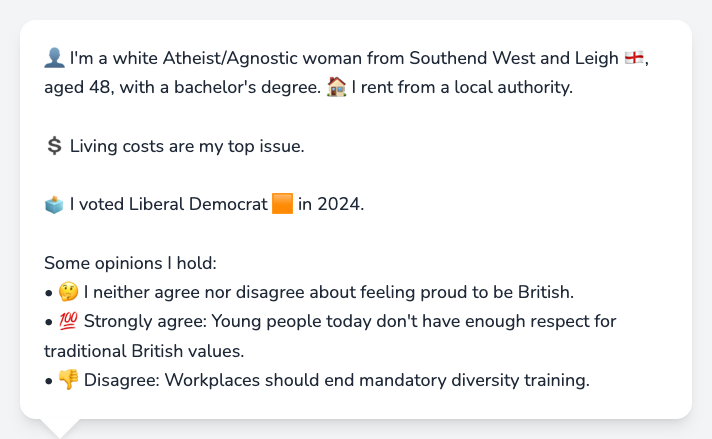 👤 I'm a white Atheist/Agnostic woman from Southend West and Leigh 🏴󠁧󠁢󠁥󠁮󠁧󠁿,
aged 48, with a bachelor's degree. 🏠 I rent from a local authority.
💲 Living costs are my top issue.
🗳️ I voted Liberal Democrat 🟧 in 2024.
Some opinions I hold:
• 🤔 I neither agree nor disagree about feeling proud to be British.
• 💯 Strongly agree: Young people today don't have enough respect for
traditional British values.
• 👎 Disagree: Workplaces should end mandatory diversity training.